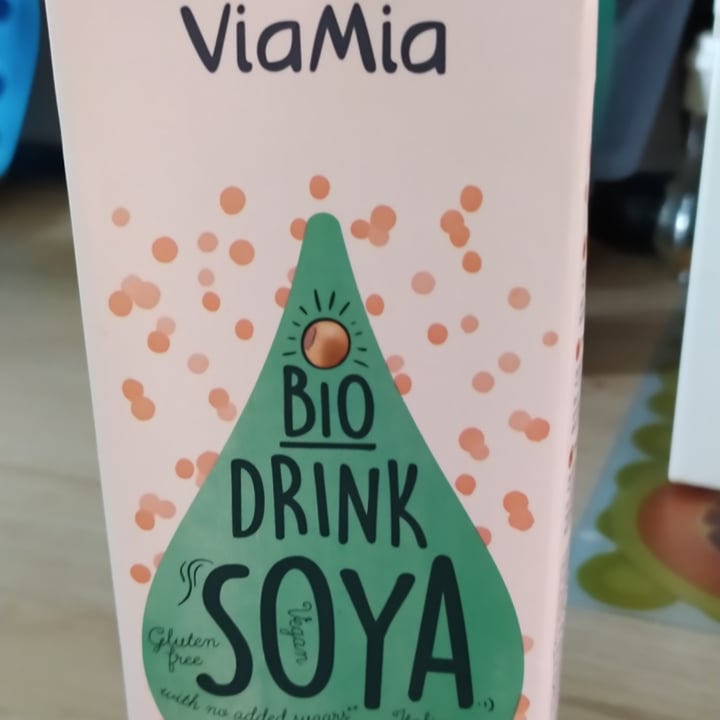 ViaMia
BIO
DRINK
SOYA
Vegan
Gluten
free
with no added sugars**